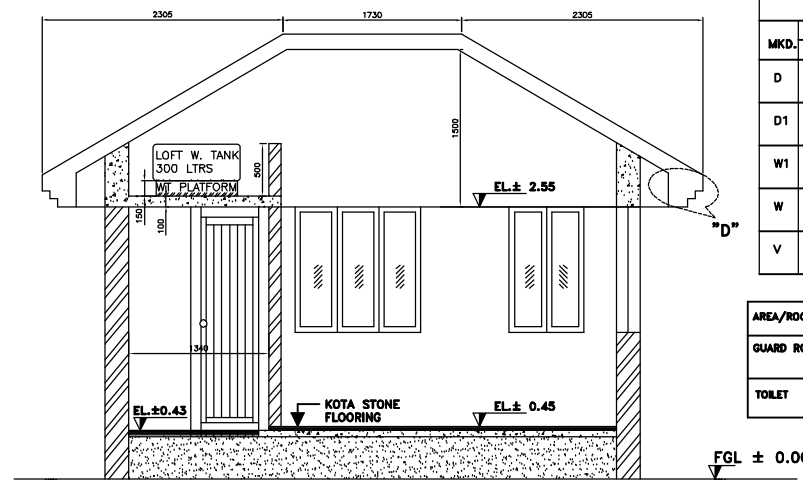 2305
1730
2305
MKD.
D
D1
W1
W
V
LOFT W. TANK
300 LTRS
WT PLATFORM
500
1500
150
100
EL.± 2.55
"D"
1340
AREA/ROO
GUARD RO
TOILET
KOTA STONE
FLOORING
EL.±0.43
EL.± 0.45
FGL ± 0.00